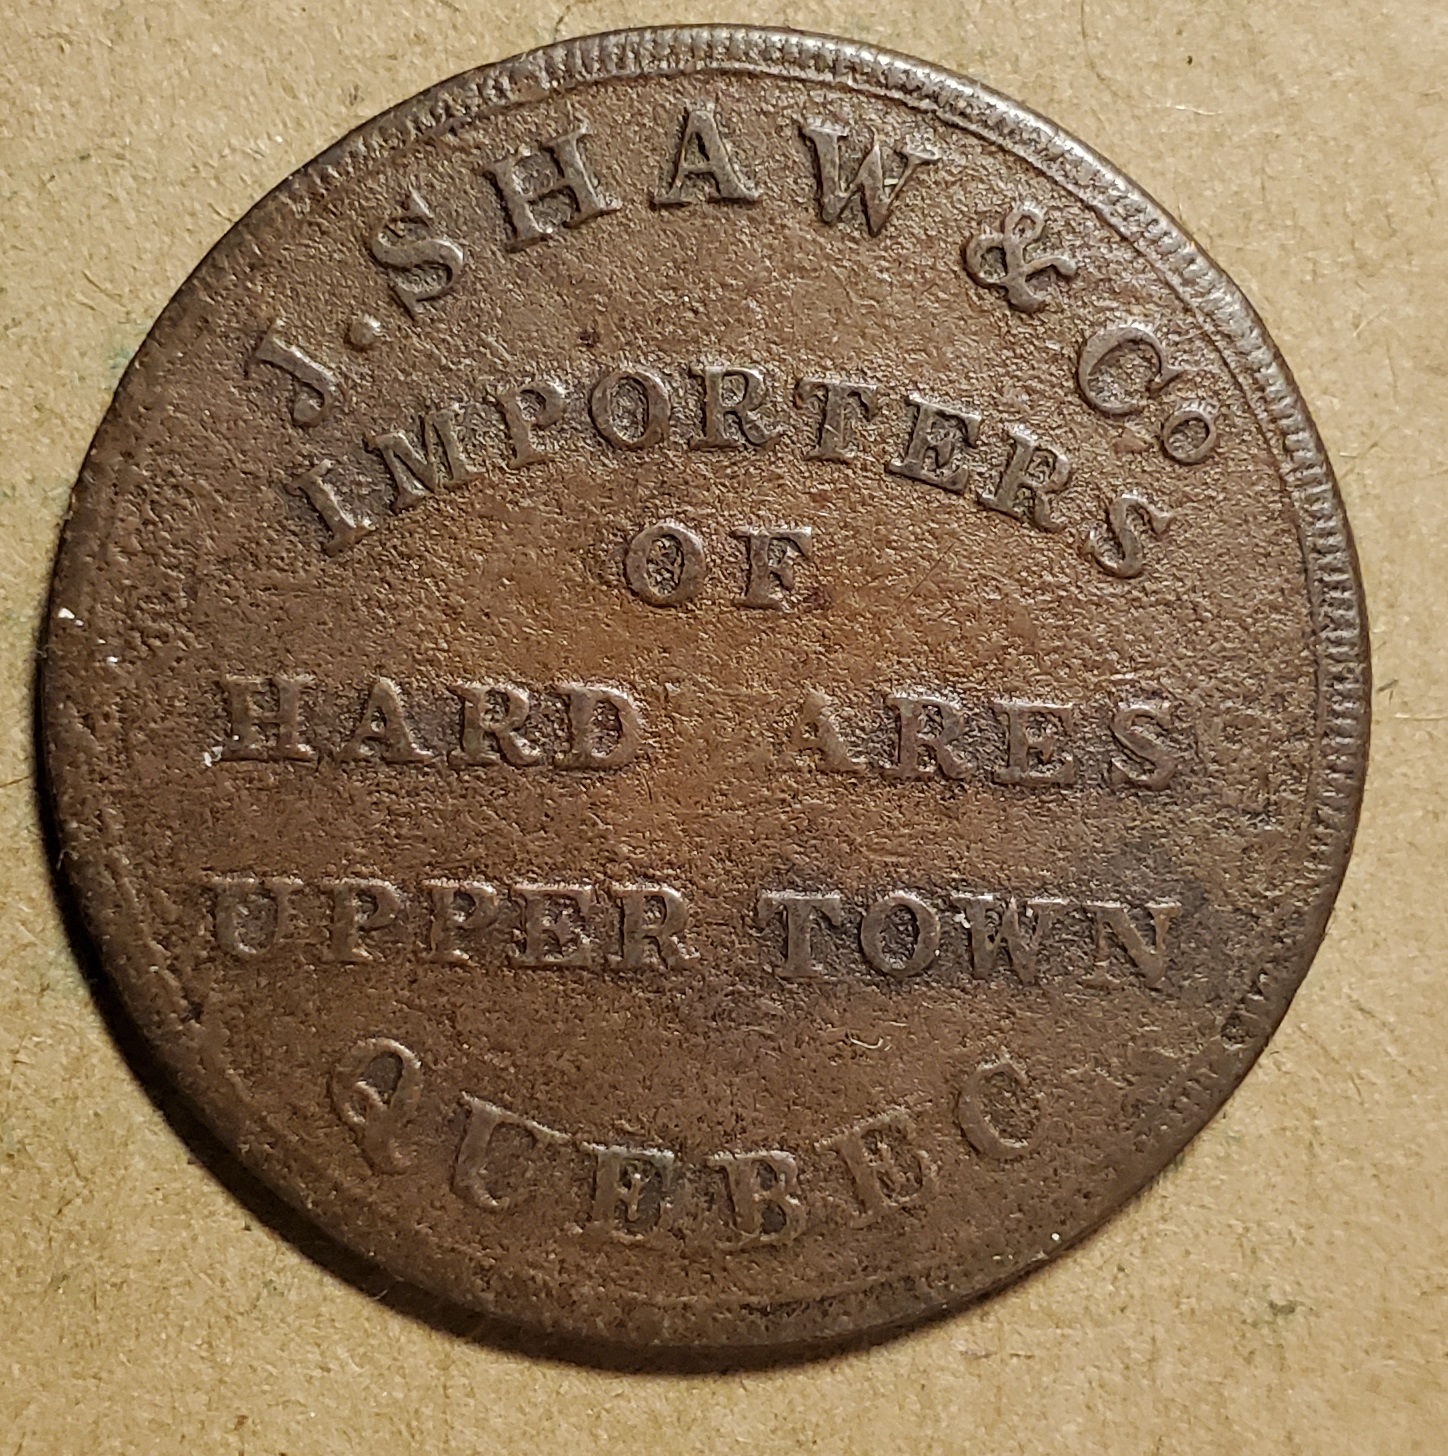 J. SHAW & Co
IMPORTERS
OF
HARD ARES
UPPER TOWN
QUEBEC